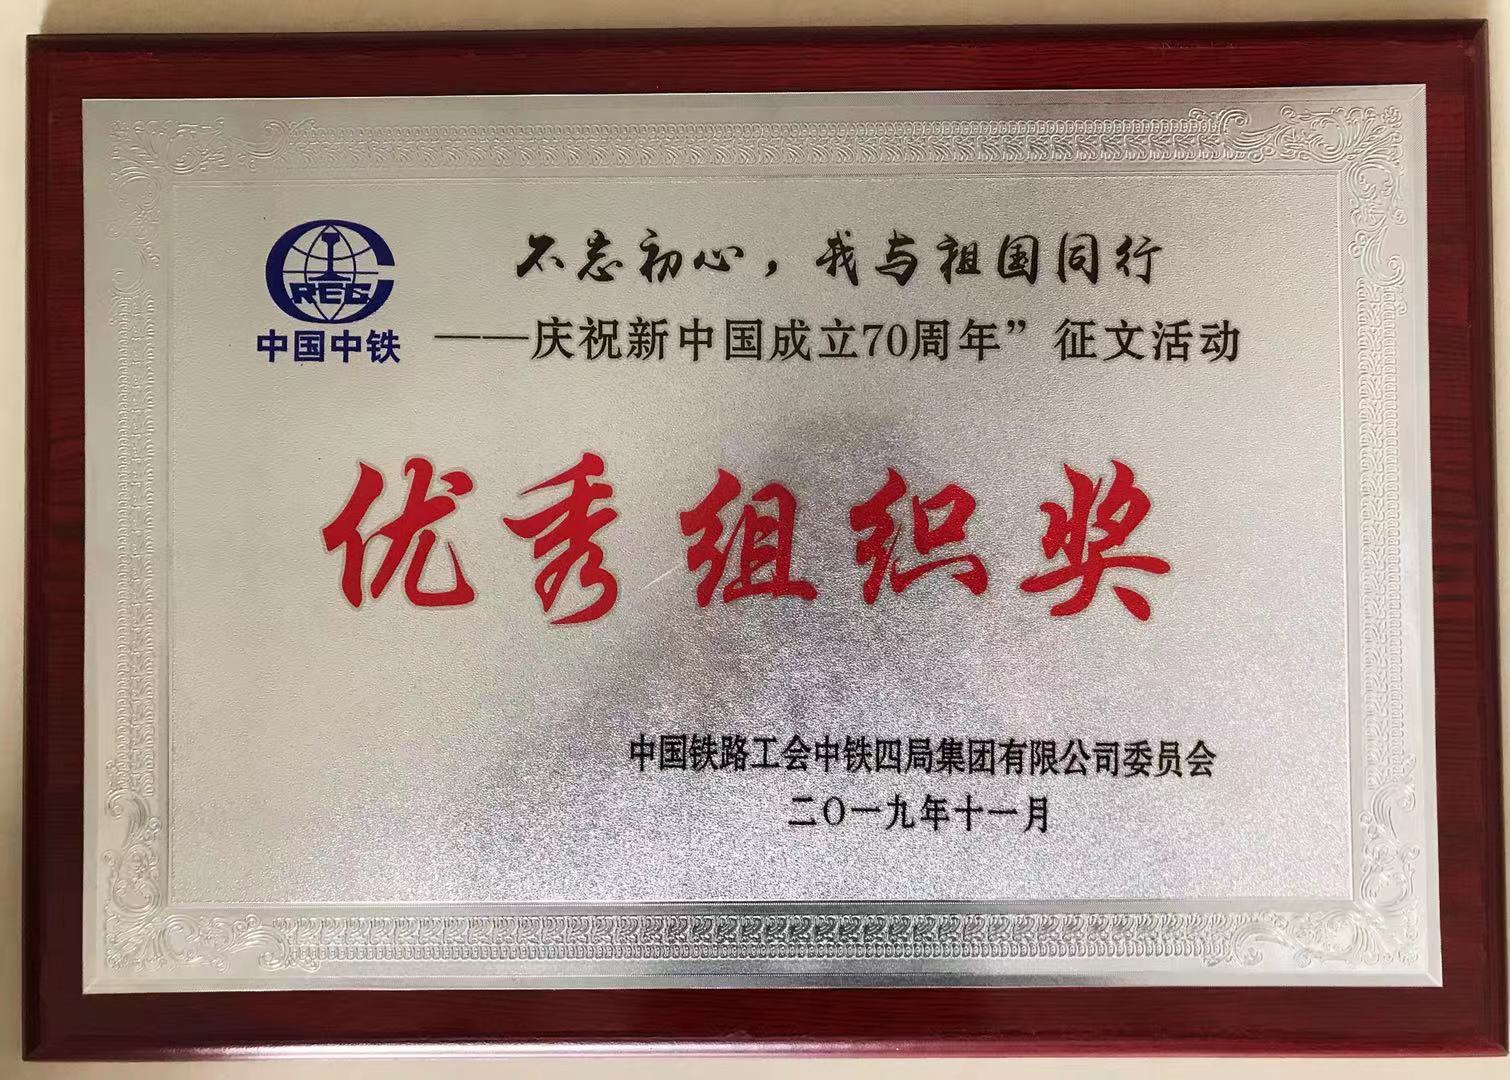 不忘初心，我与祖国同行
CREG
中国中铁
——庆祝新中国成立70周年”征文活动
优秀组织奖
中国铁路工会中铁四局集团有限公司委员会
二〇一九年十一月